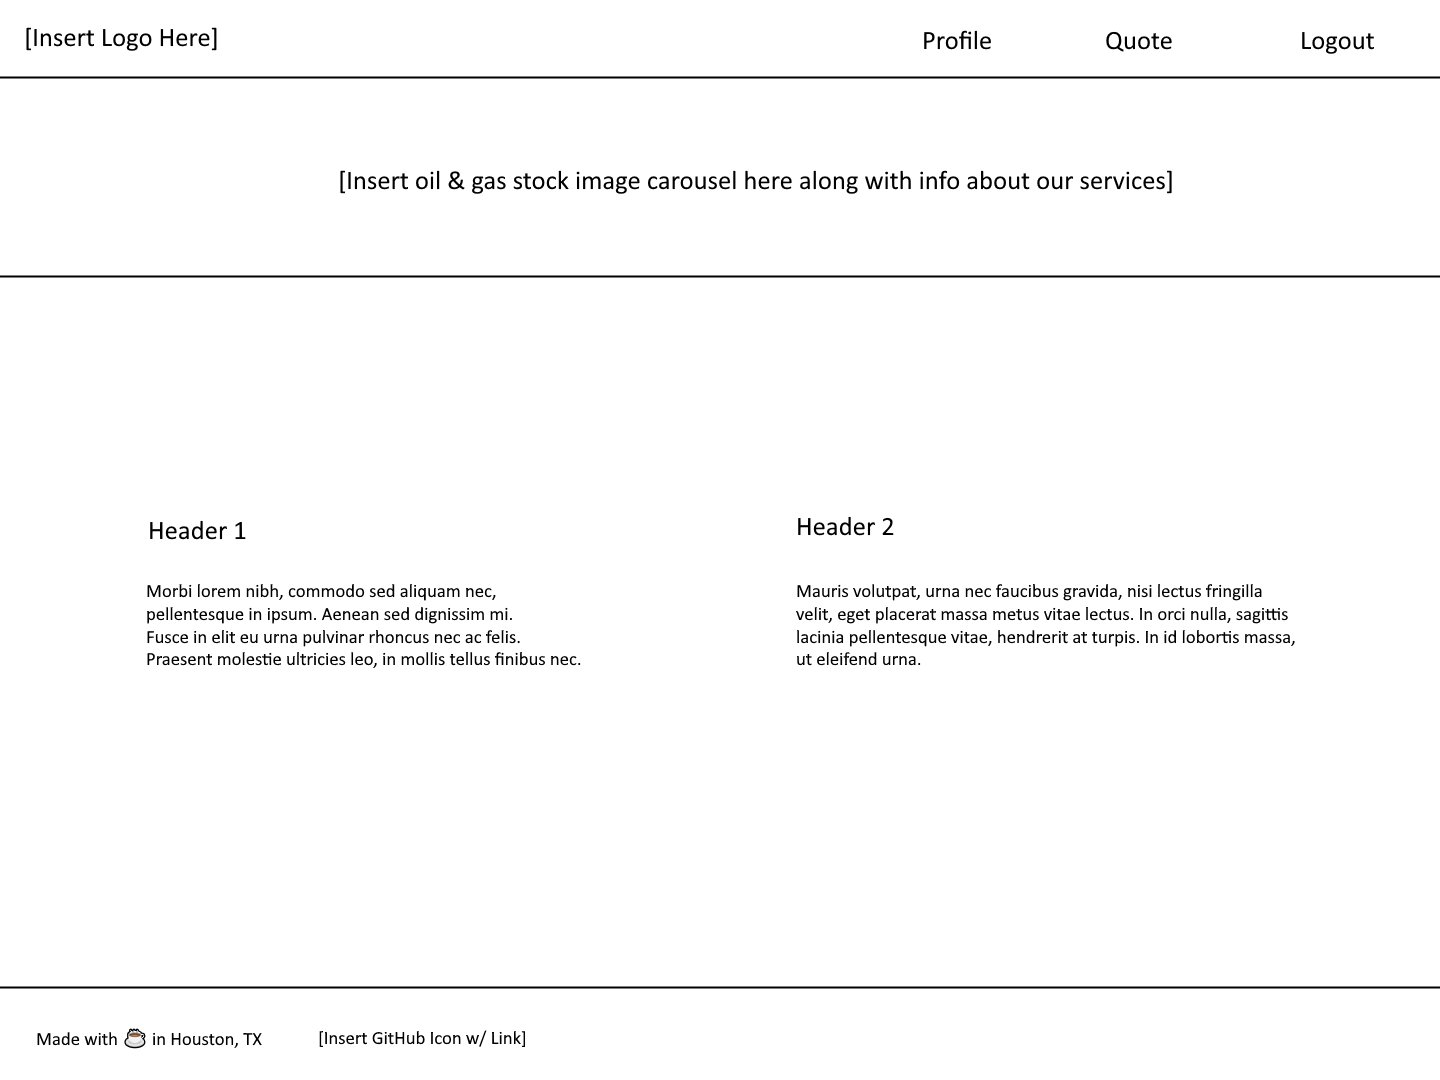 [Insert Logo Here]
Profile
Quote
Logout
[Insert oil & gas stock image carousel here along with info about our services]
Header 1
Morbi lorem nibh, commodo sed aliquam nec,
pellentesque in ipsum. Aenean sed dignissim mi.
Fusce in elit eu urna pulvinar rhoncus nec ac felis.
Praesent molestie ultricies leo, in mollis tellus finibus nec.
Header 2
Mauris volutpat, urna nec faucibus gravida, nisi lectus fringilla
velit, eget placerat massa metus vitae lectus. In orci nulla, sagittis
lacinia pellentesque vitae, hendrerit at turpis. In id lobortis massa,
ut eleifend urna.
Made with ☕ in Houston, TX
[Insert GitHub Icon w/ Link]